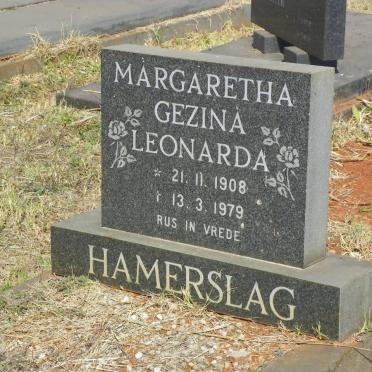 MARGARETHA
GEZINA
LEONARDA
* 21. 11. 1908
† 13. 3. 1979
RUS IN VREDE
HAMERSLAG